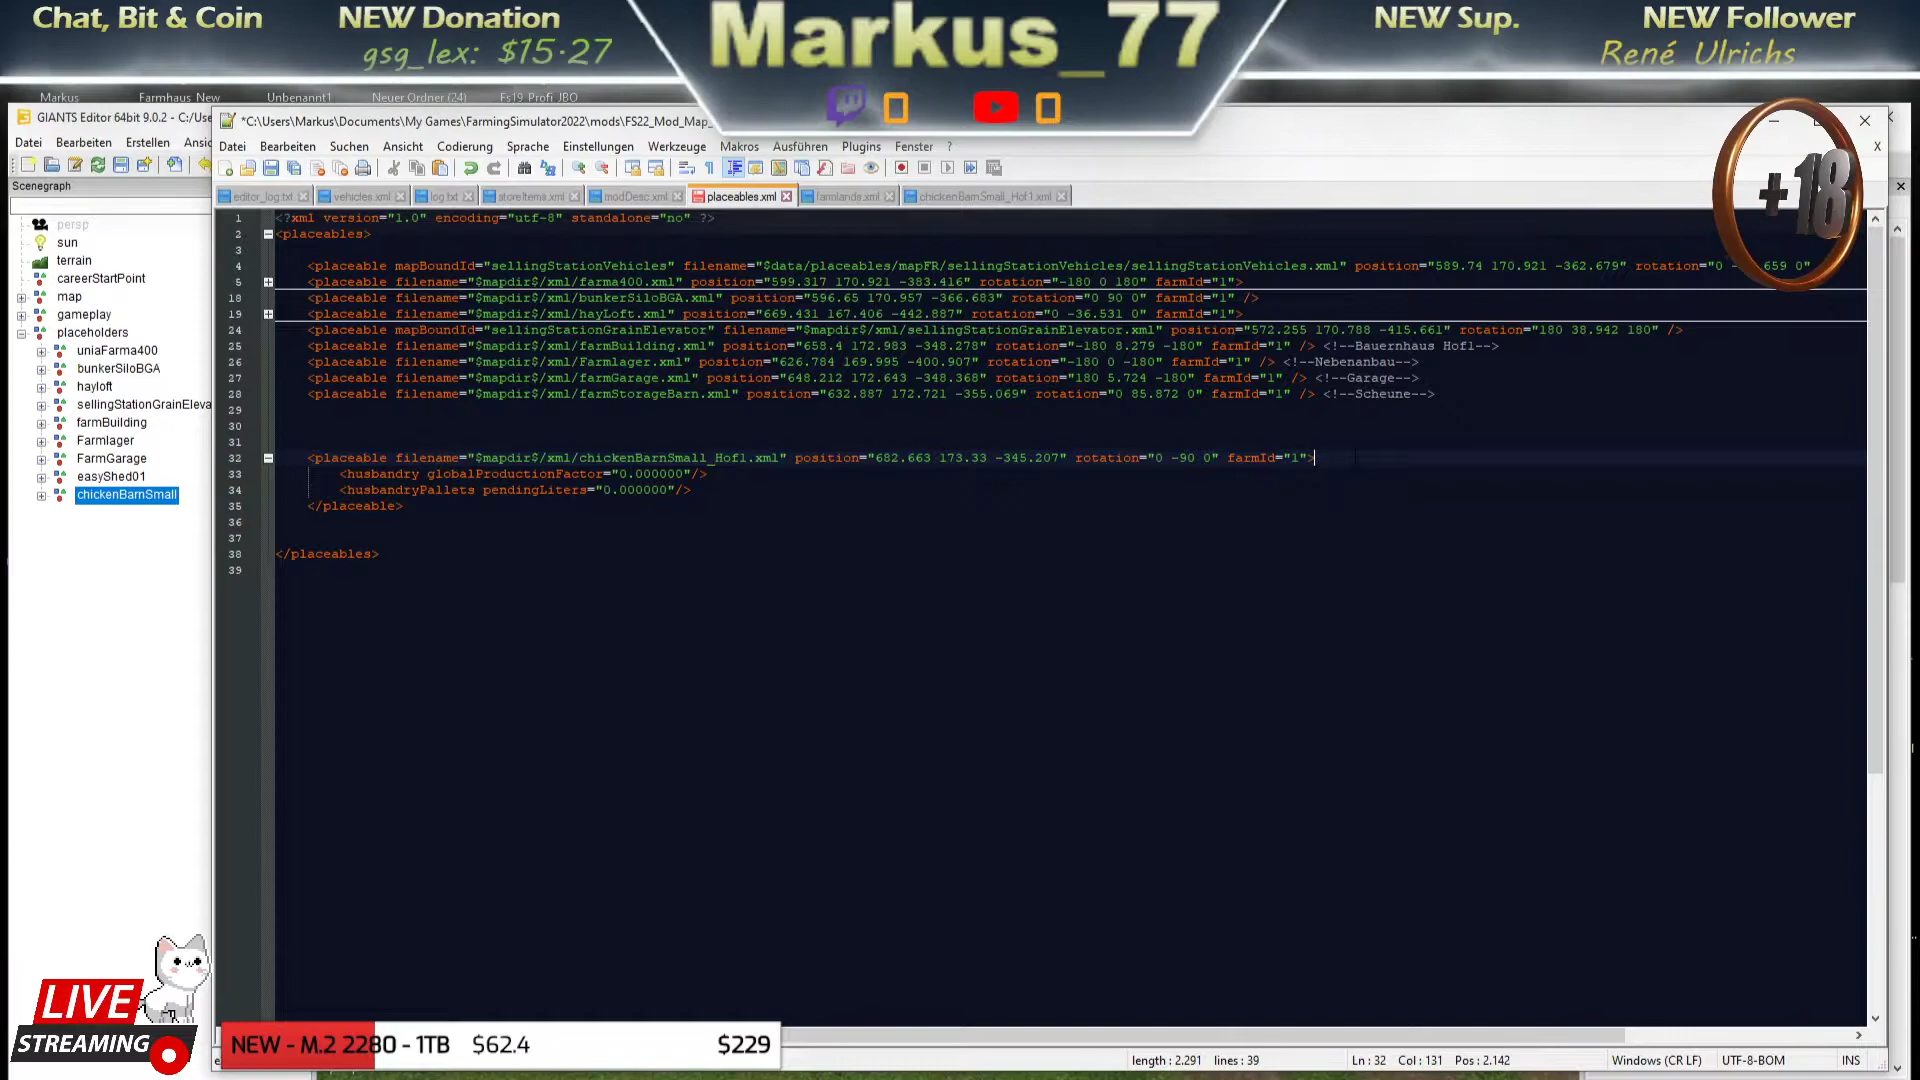 Chat, Bit & Coin
NEW Donation
gsg_lex: $15.27
Markus_77
0
0
NEW Sup.
NEW Follower
René Ulrichs
+18
Markus
Farmhaus_New
Unbenannt1
Neuer Ordner (24)
Fs19 Profi JBO
GIANTS Editor 64bit 9.0.2 - C:/Use
Datei Bearbeiten Erstellen Ansic
Scenegraph
persp
sun
terrain
careerStartPoint
map
gameplay
placeholders
uniaFarma400
bunkerSiloBGA
hayloft
sellingStationGrainEleva
farmBuilding
Farmlager
FarmGarage
easyShed01
chickenBarnSmall
*C:\Users\Markus\Documents\My Games\FarmingSimulator2022\mods\FS22_Mod_Map_
Datei Bearbeiten Suchen Ansicht Codierung Sprache Einstellungen Werkzeuge Makros Ausführen Plugins Fenster ?
X
editor_log.txt vehicles.xml log.txt storeItems.xml modDesc.xml placeables.xml farmlands.xml chickenBarnSmall_Hof1.xml
1 <?xml version="1.0" encoding="utf-8" standalone="no" ?>
2 <placeables>
3
4 <placeable mapBoundId="sellingStationVehicles" filename="$data/placeables/mapFR/sellingStationVehicles/sellingStationVehicles.xml" position="589.74 170.921 -362.679" rotation="0 - 659 0"
5 <placeable filename="$mapdir$/xml/farma400.xml" position="599.317 170.921 -383.416" rotation="-180 0 180" farmId="1">
18 <placeable filename="$mapdir$/xml/bunkerSiloBGA.xml" position="596.65 170.957 -366.683" rotation="0 90 0" farmId="1" />
19 <placeable filename="$mapdir$/xml/hayLoft.xml" position="669.431 167.406 -442.887" rotation="0 -36.531 0" farmId="1">
24 <placeable mapBoundId="sellingStationGrainElevator" filename="$mapdir$/xml/sellingStationGrainElevator.xml" position="572.255 170.788 -415.661" rotation="180 38.942 180" />
25 <placeable filename="$mapdir$/xml/farmBuilding.xml" position="658.4 172.983 -348.278" rotation="-180 8.279 -180" farmId="1" /> <!--Bauernhaus Hof1-->
26 <placeable filename="$mapdir$/xml/Farmlager.xml" position="626.784 169.995 -400.907" rotation="-180 0 -180" farmId="1" /> <!--Nebenanbau-->
27 <placeable filename="$mapdir$/xml/farmGarage.xml" position="648.212 172.643 -348.368" rotation="180 5.724 -180" farmId="1" /> <!--Garage-->
28 <placeable filename="$mapdir$/xml/farmStorageBarn.xml" position="632.887 172.721 -355.069" rotation="0 85.872 0" farmId="1" /> <!--Scheune-->
29
30
31
32 <placeable filename="$mapdir$/xml/chickenBarnSmall_Hof1.xml" position="682.663 173.33 -345.207" rotation="0 -90 0" farmId="1">
33 <husbandry globalProductionFactor="0.000000"/>
34 <husbandryPallets pendingLiters="0.000000"/>
35 </placeable>
36
37
38 </placeables>
39
LIVE
STREAMING
NEW - M.2 2280 - 1TB $62.4 $229
length : 2.291 lines : 39
Ln : 32 Col : 131 Pos : 2.142
Windows (CR LF)
UTF-8-BOM
INS